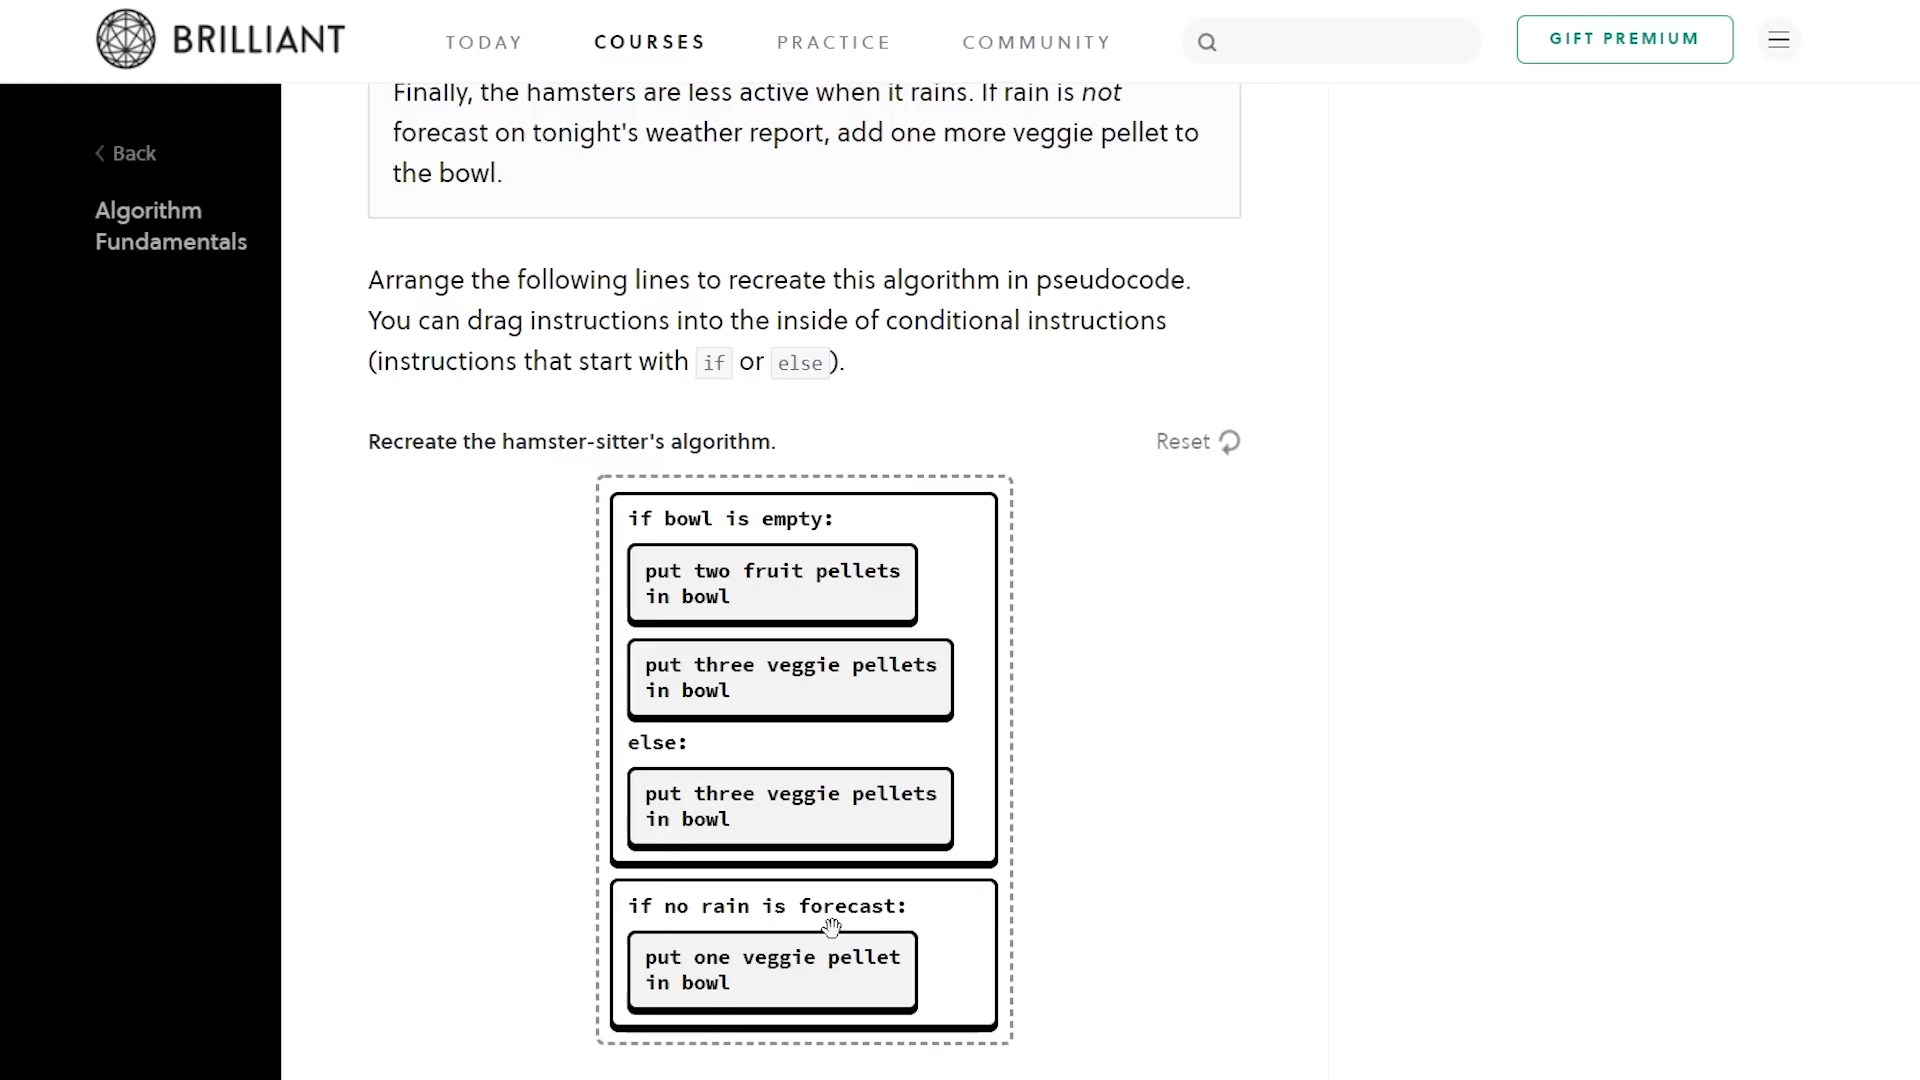 BRILLIANT
TODAY
COURSES
PRACTICE
COMMUNITY
GIFT PREMIUM
Back
Algorithm
Fundamentals
Finally, the hamsters are less active when it rains. If rain is not
forecast on tonight's weather report, add one more veggie pellet to
the bowl.
Arrange the following lines to recreate this algorithm in pseudocode.
You can drag instructions into the inside of conditional instructions
(instructions that start with if or else).
Recreate the hamster-sitter's algorithm.
Reset
if bowl is empty:
put two fruit pellets
in bowl
put three veggie pellets
in bowl
else:
put three veggie pellets
in bowl
if no rain is forecast:
put one veggie pellet
in bowl